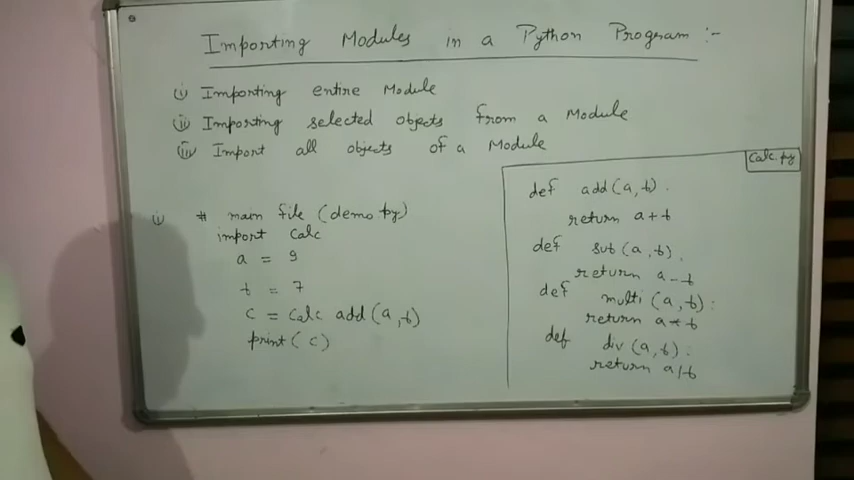 Importing Modules in a Python Program :-
(i) Importing entire Module
(ii) Importing selected objects from a Module
(iii) Import all objects of a Module
Calc.py
def add(a,b).
return a+b
def sub(a,b).
return a-b
def multi(a,b):
return a*b
def div(a,b):
return a/b
(i) # main file (demo py)
import Calc
a = 9
b = 7
c = Calc add(a,b)
print(c)